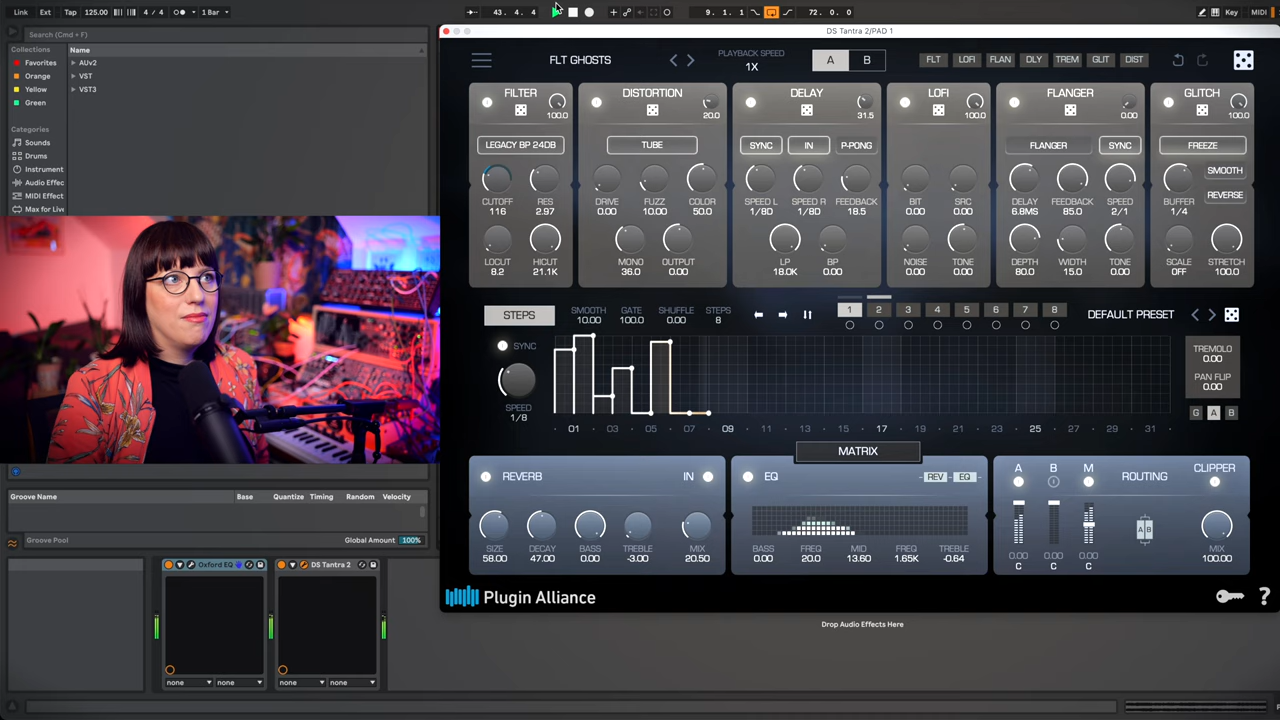 Link Ext Tap 125.00 4 / 4 1 Bar 43. 4. 4 9. 1. 1 72. 0. 0 Key MIDI
DS Tantra 2/PAD 1
Search (Cmd + F)
Collections
Favorites
Orange
Yellow
Green
Categories
Sounds
Drums
Instrument
Audio Effec
MIDI Effect
Max for Live
Name
AUv2
VST
VST3
FLT GHOSTS
PLAYBACK SPEED
1X
A B
FLT LOFI FLAN DLY TREM GLIT DIST
FILTER
100.0
LEGACY BP 24DB
CUTOFF RES
116 2.97
LOCUT HICUT
8.2 21.1K
DISTORTION
20.0
TUBE
DRIVE FUZZ COLOR
0.00 10.00 50.0
MONO OUTPUT
36.0 0.00
DELAY
31.5
SYNC IN P-PONG
SPEED L SPEED R FEEDBACK
1/8D 1/8D 18.5
LP BP
18.0K 0.00
LOFI
100.0
BIT SRC
0.00 0.00
NOISE TONE
0.00 0.00
FLANGER
0.00
FLANGER SYNC
DELAY FEEDBACK SPEED
6.8MS 85.0 2/1
DEPTH WIDTH TONE
80.0 15.0 0.00
GLITCH
100.0
FREEZE
SMOOTH
REVERSE
BUFFER
1/4
SCALE STRETCH
OFF 100.0
STEPS
SMOOTH GATE SHUFFLE STEPS
10.00 100.0 0.00 8
1 2 3 4 5 6 7 8
DEFAULT PRESET
SYNC
SPEED
1/8
TREMOLO
0.00
PAN FLIP
0.00
G A B
01 03 05 07 09 11 13 15 17 19 21 23 25 27 29 31
MATRIX
REVERB IN
SIZE DECAY BASS TREBLE MIX
58.00 47.00 0.00 -3.00 20.50
EQ REV EQ
BASS FREQ MID FREQ TREBLE
0.00 20.0 13.60 1.65K -0.64
A B M ROUTING CLIPPER
A B
0.00 0.00 0.00
C C C
MIX
100.00
Plugin Alliance
?
Groove Name Base Quantize Timing Random Velocity
Groove Pool Global Amount 100%
Oxford EQ DS Tantra 2
none none none none
Drop Audio Effects Here